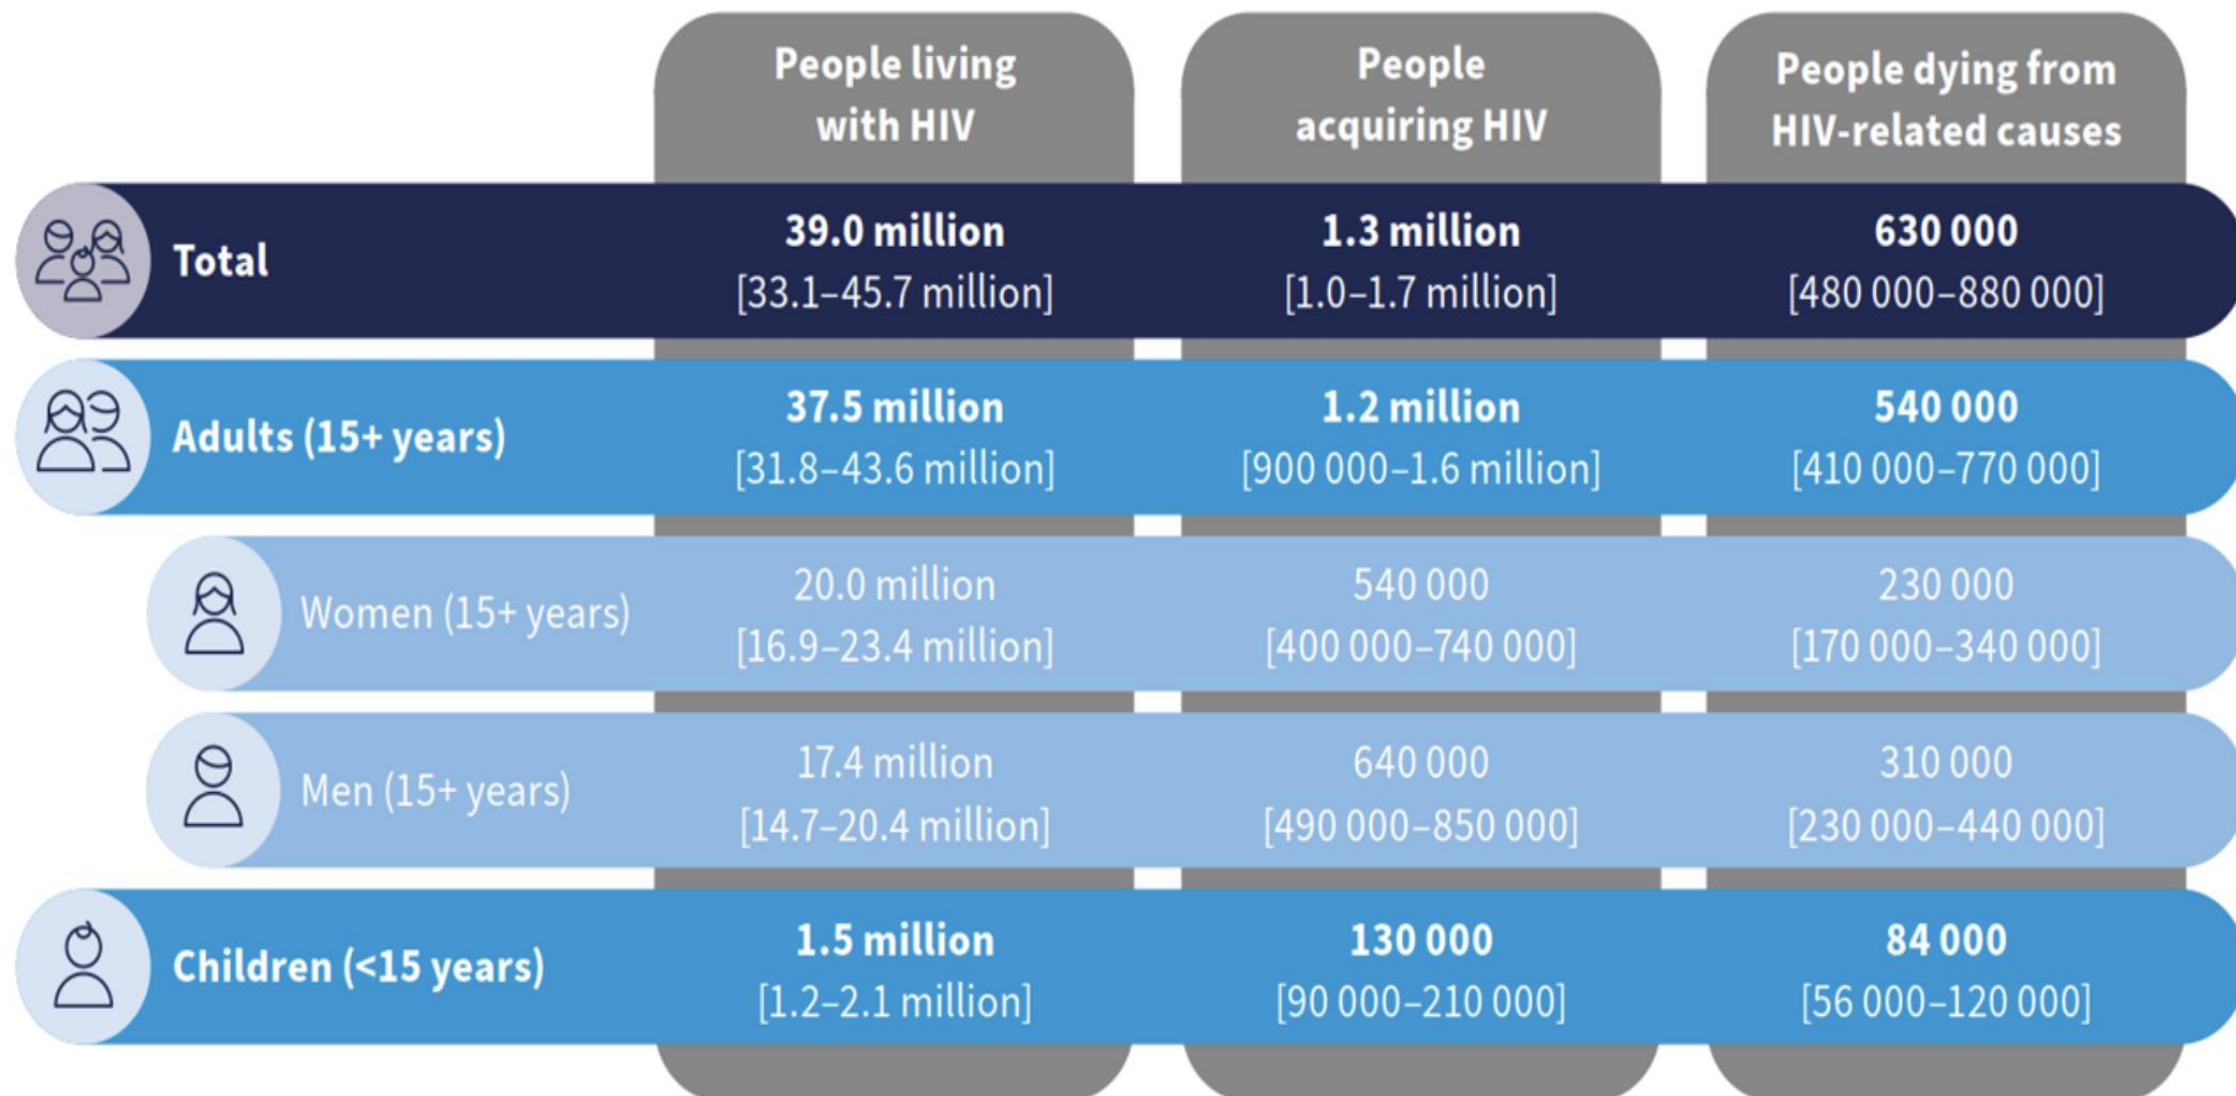 People living
with HIV
People
acquiring HIV
People dying from
HIV-related causes
Total
39.0 million
[33.1–45.7 million]
1.3 million
[1.0–1.7 million]
630 000
[480 000–880 000]
Adults (15+ years)
37.5 million
[31.8–43.6 million]
1.2 million
[900 000–1.6 million]
540 000
[410 000–770 000]
Women (15+ years)
20.0 million
[16.9–23.4 million]
540 000
[400 000–740 000]
230 000
[170 000–340 000]
Men (15+ years)
17.4 million
[14.7–20.4 million]
640 000
[490 000–850 000]
310 000
[230 000–440 000]
Children (<15 years)
1.5 million
[1.2–2.1 million]
130 000
[90 000–210 000]
84 000
[56 000–120 000]